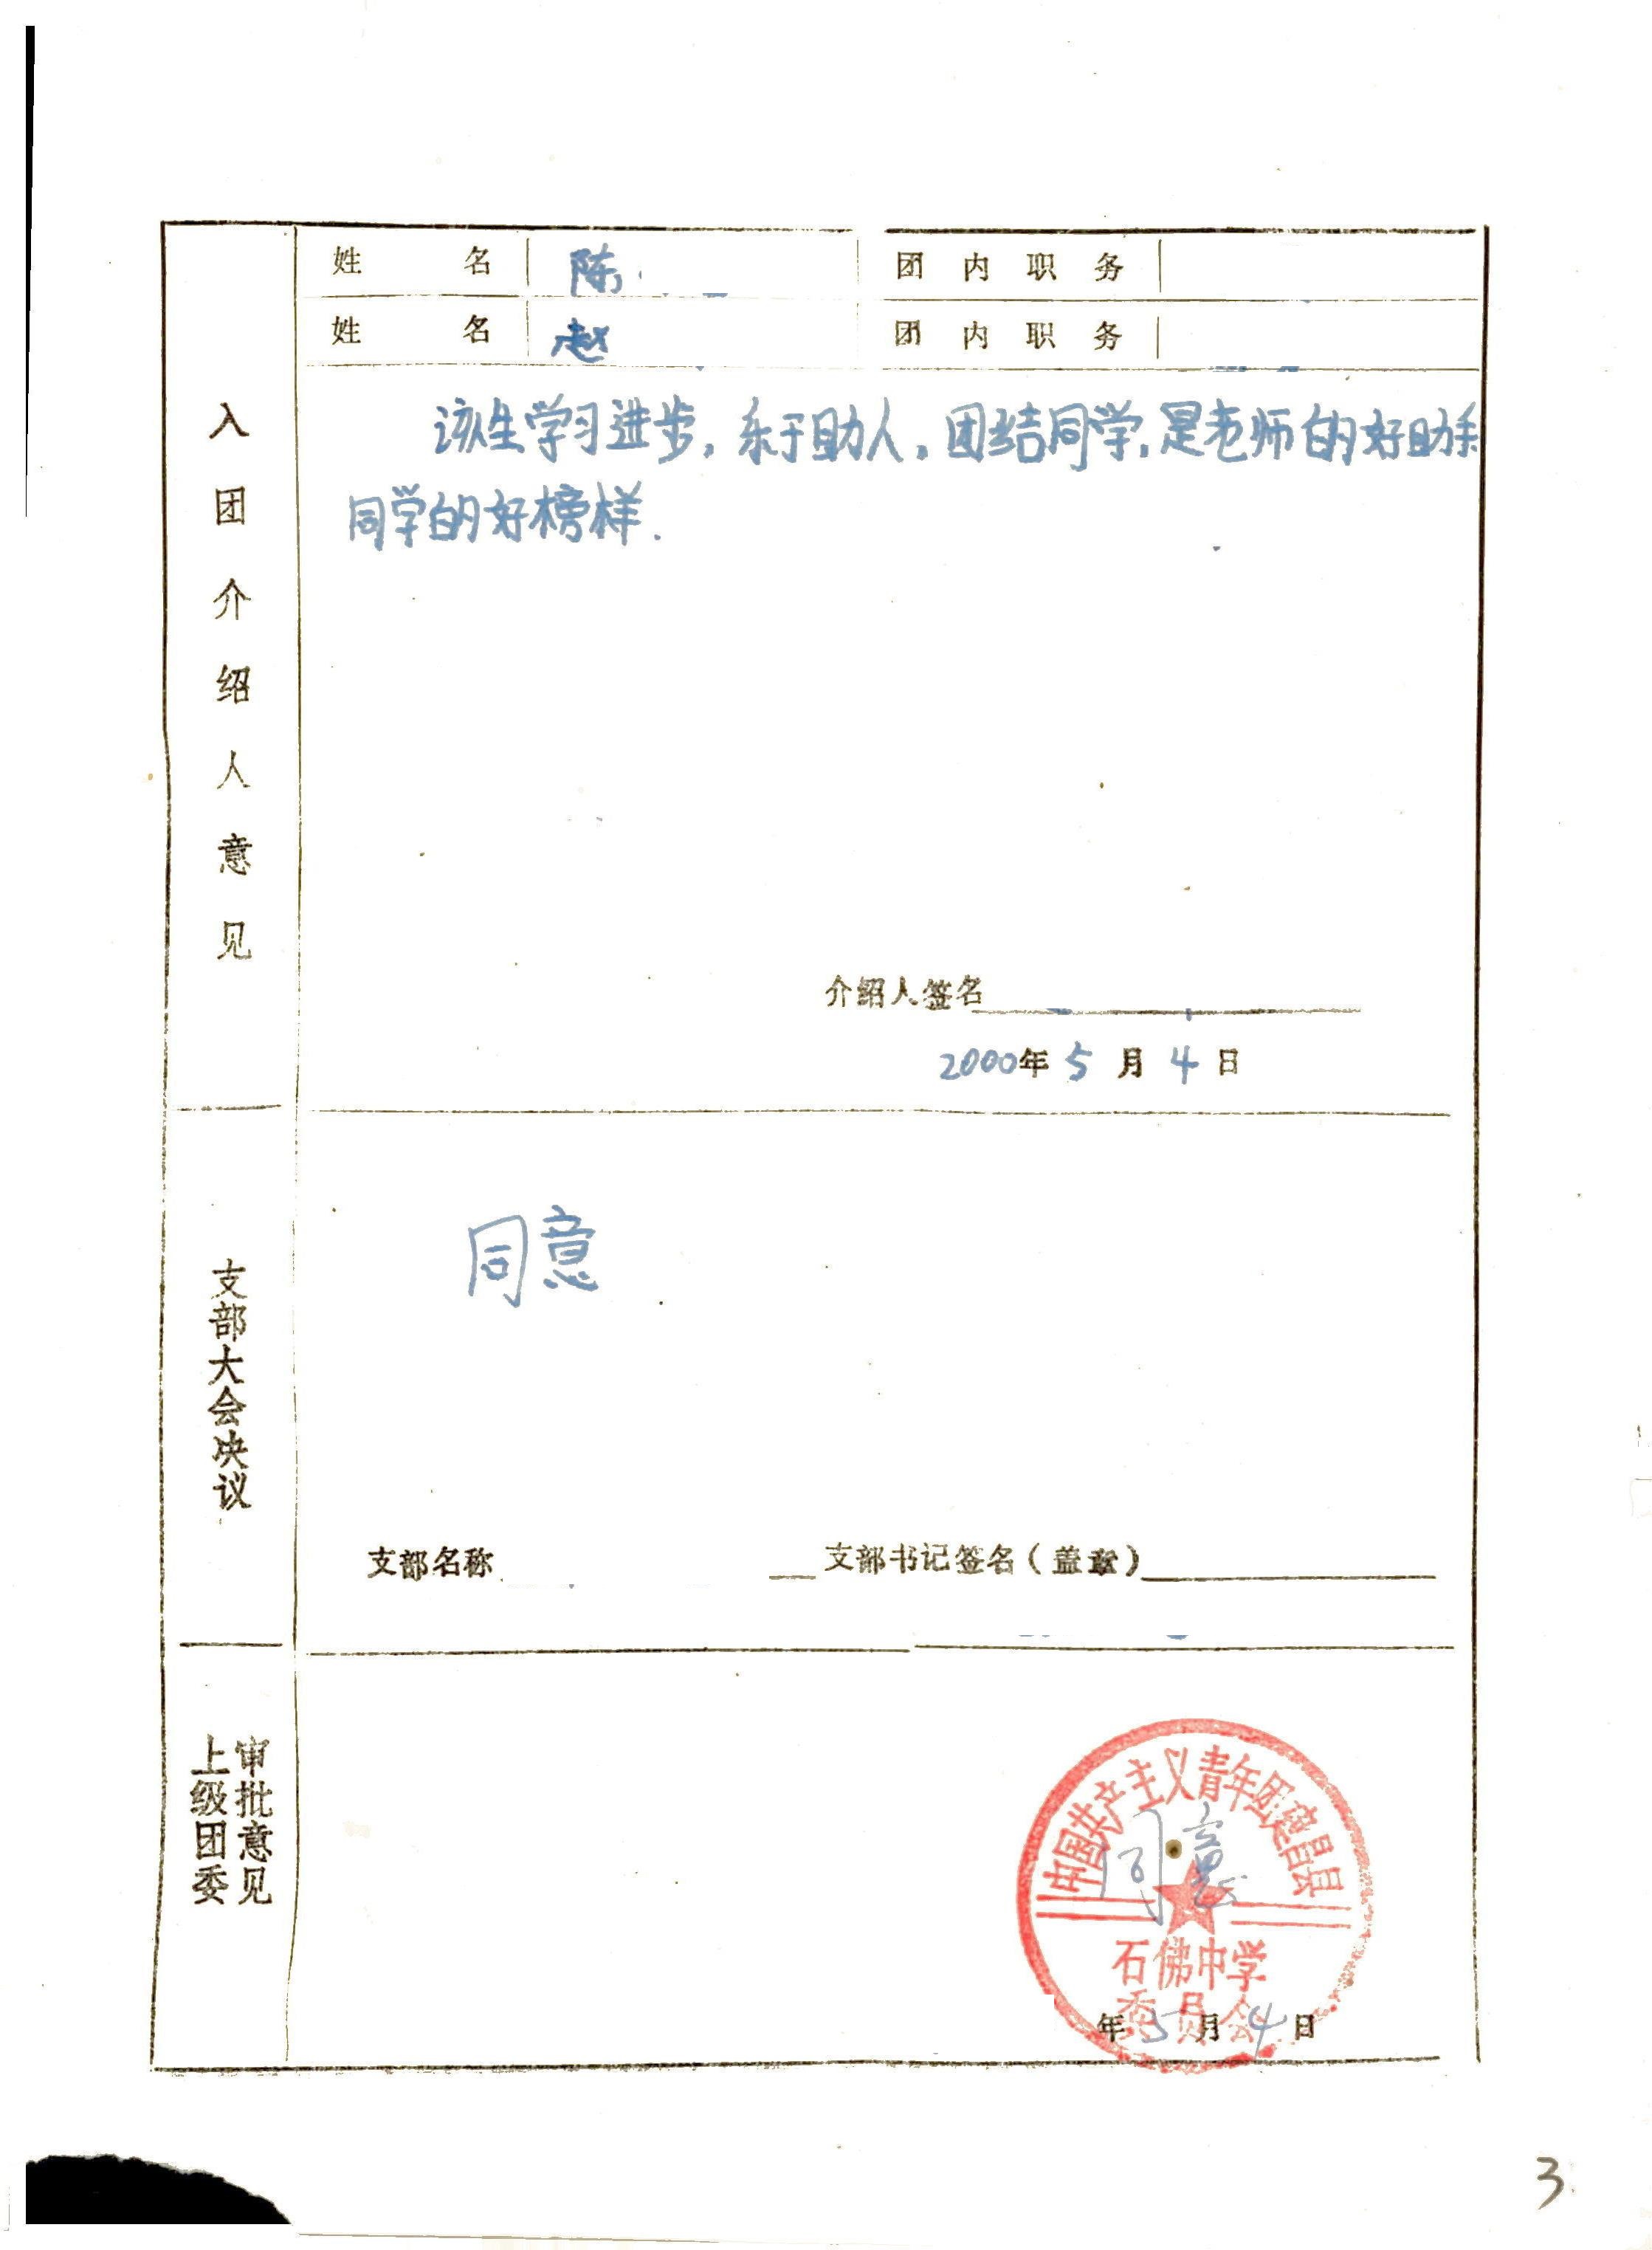 姓名 陈 团内职务
姓名 赵 团内职务
入团介绍人意见
该生学习进步，乐于助人，团结同学，是老师的好助手
同学的好榜样.
介绍人签名
2000年5月4日
支部大会决议
同意
支部名称 支部书记签名（盖章）
上级团委审批意见
中国共产主义青年团建昌县
同意
石佛中学
委员会
年5月4日
3